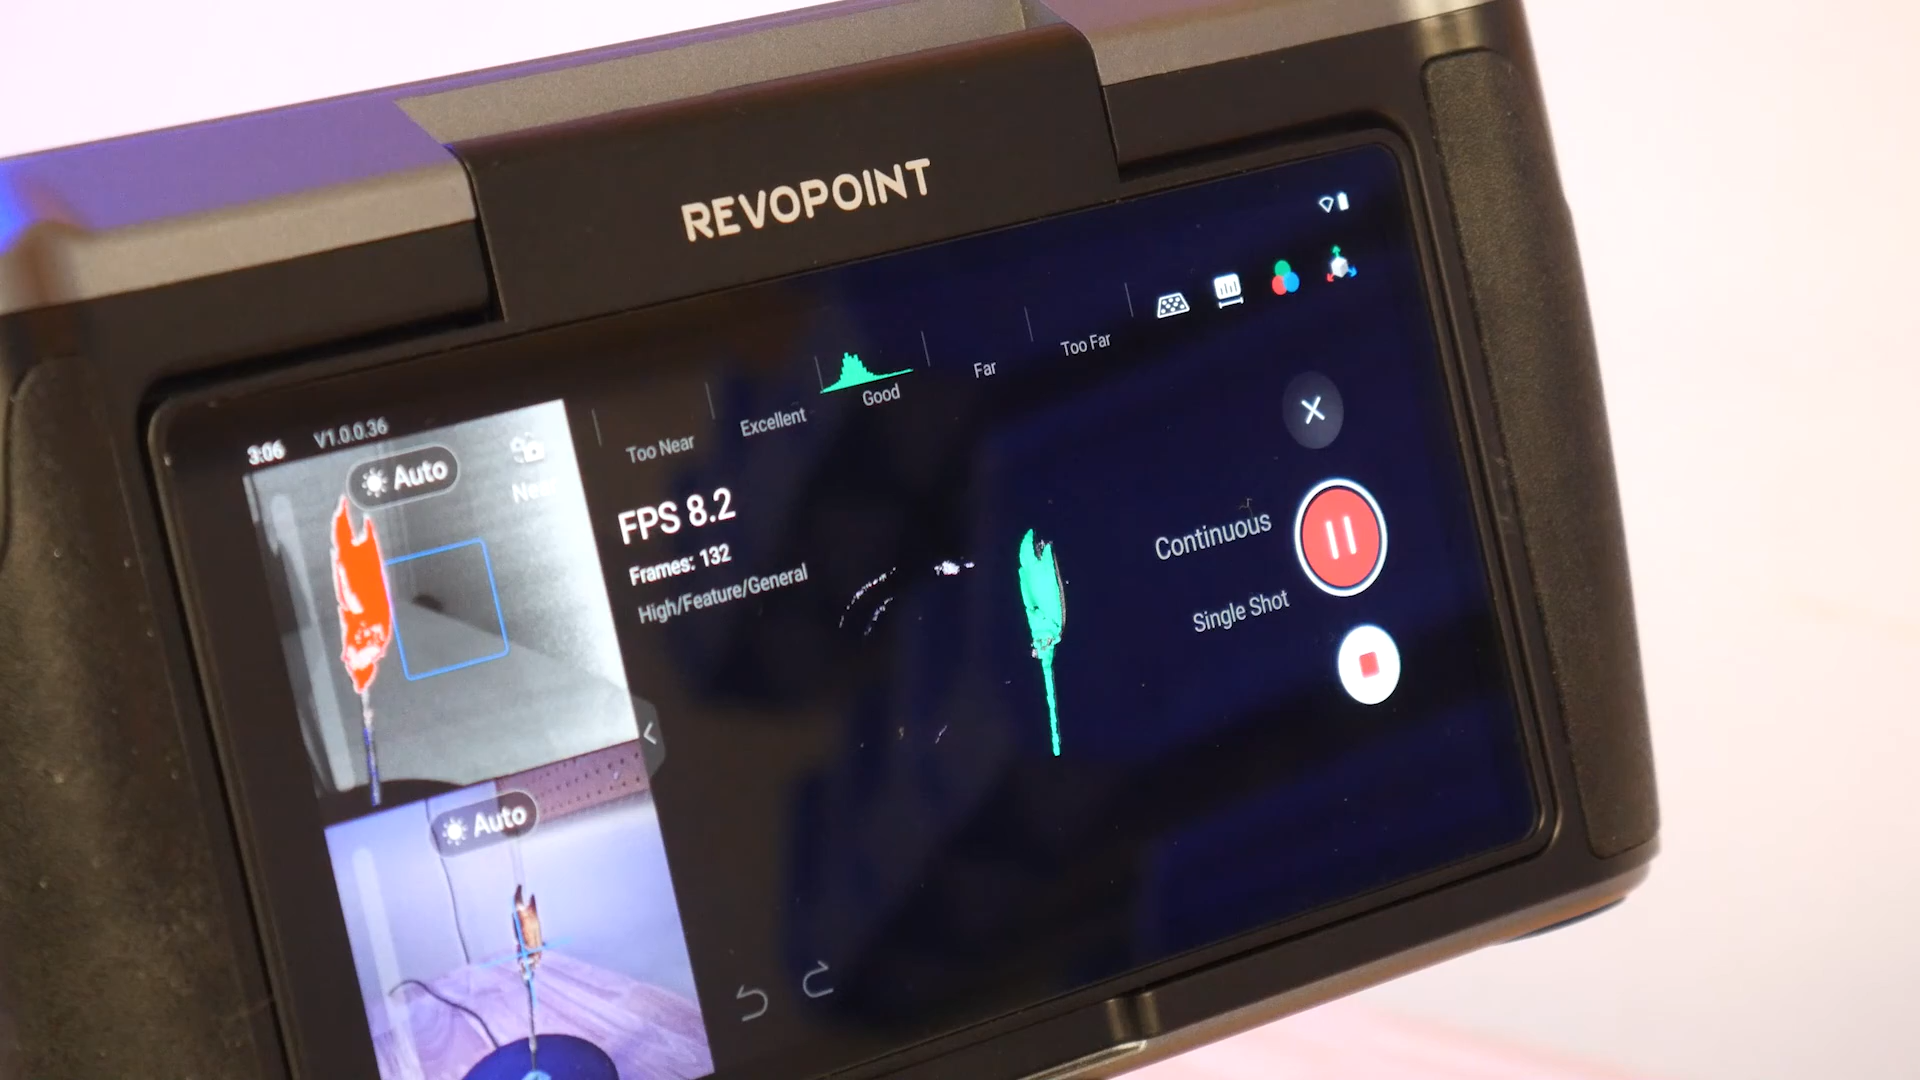 REVOPOINT
3:06 V1.0.0.36
Auto
Too Near
Excellent
Good
Far
Too Far
FPS 8.2
Frames: 132
High/Feature/General
Continuous
Single Shot
Auto